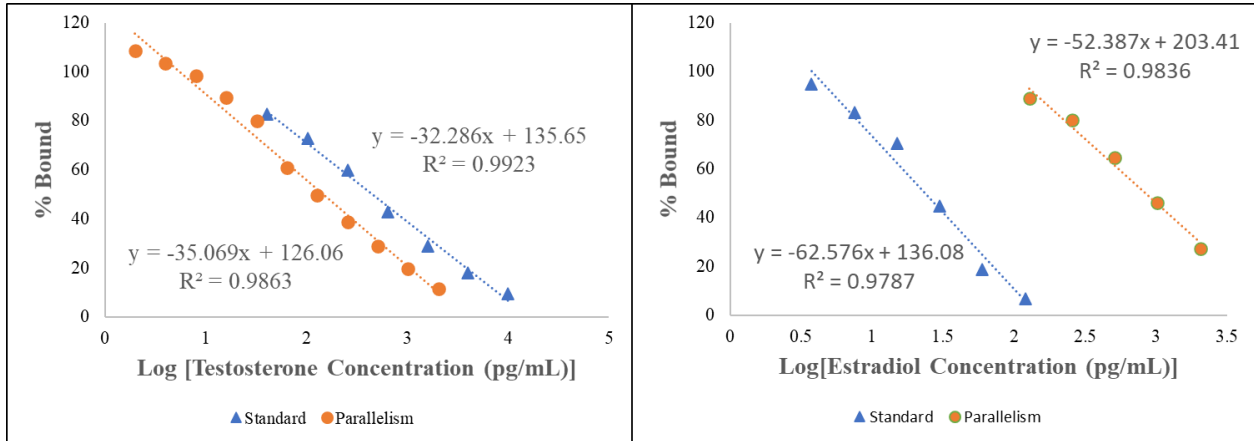 120
100
80
60
40
20
0
% Bound
y = -32.286x + 135.65
R² = 0.9923
y = -35.069x + 126.06
R² = 0.9863
0 1 2 3 4 5
Log [Testosterone Concentration (pg/mL)]
Standard Parallelism
120
100
80
60
40
20
0
% Bound
y = -52.387x + 203.41
R² = 0.9836
y = -62.576x + 136.08
R² = 0.9787
0 0.5 1 1.5 2 2.5 3 3.5
Log[Estradiol Concentration (pg/mL)]
Standard Parallelism